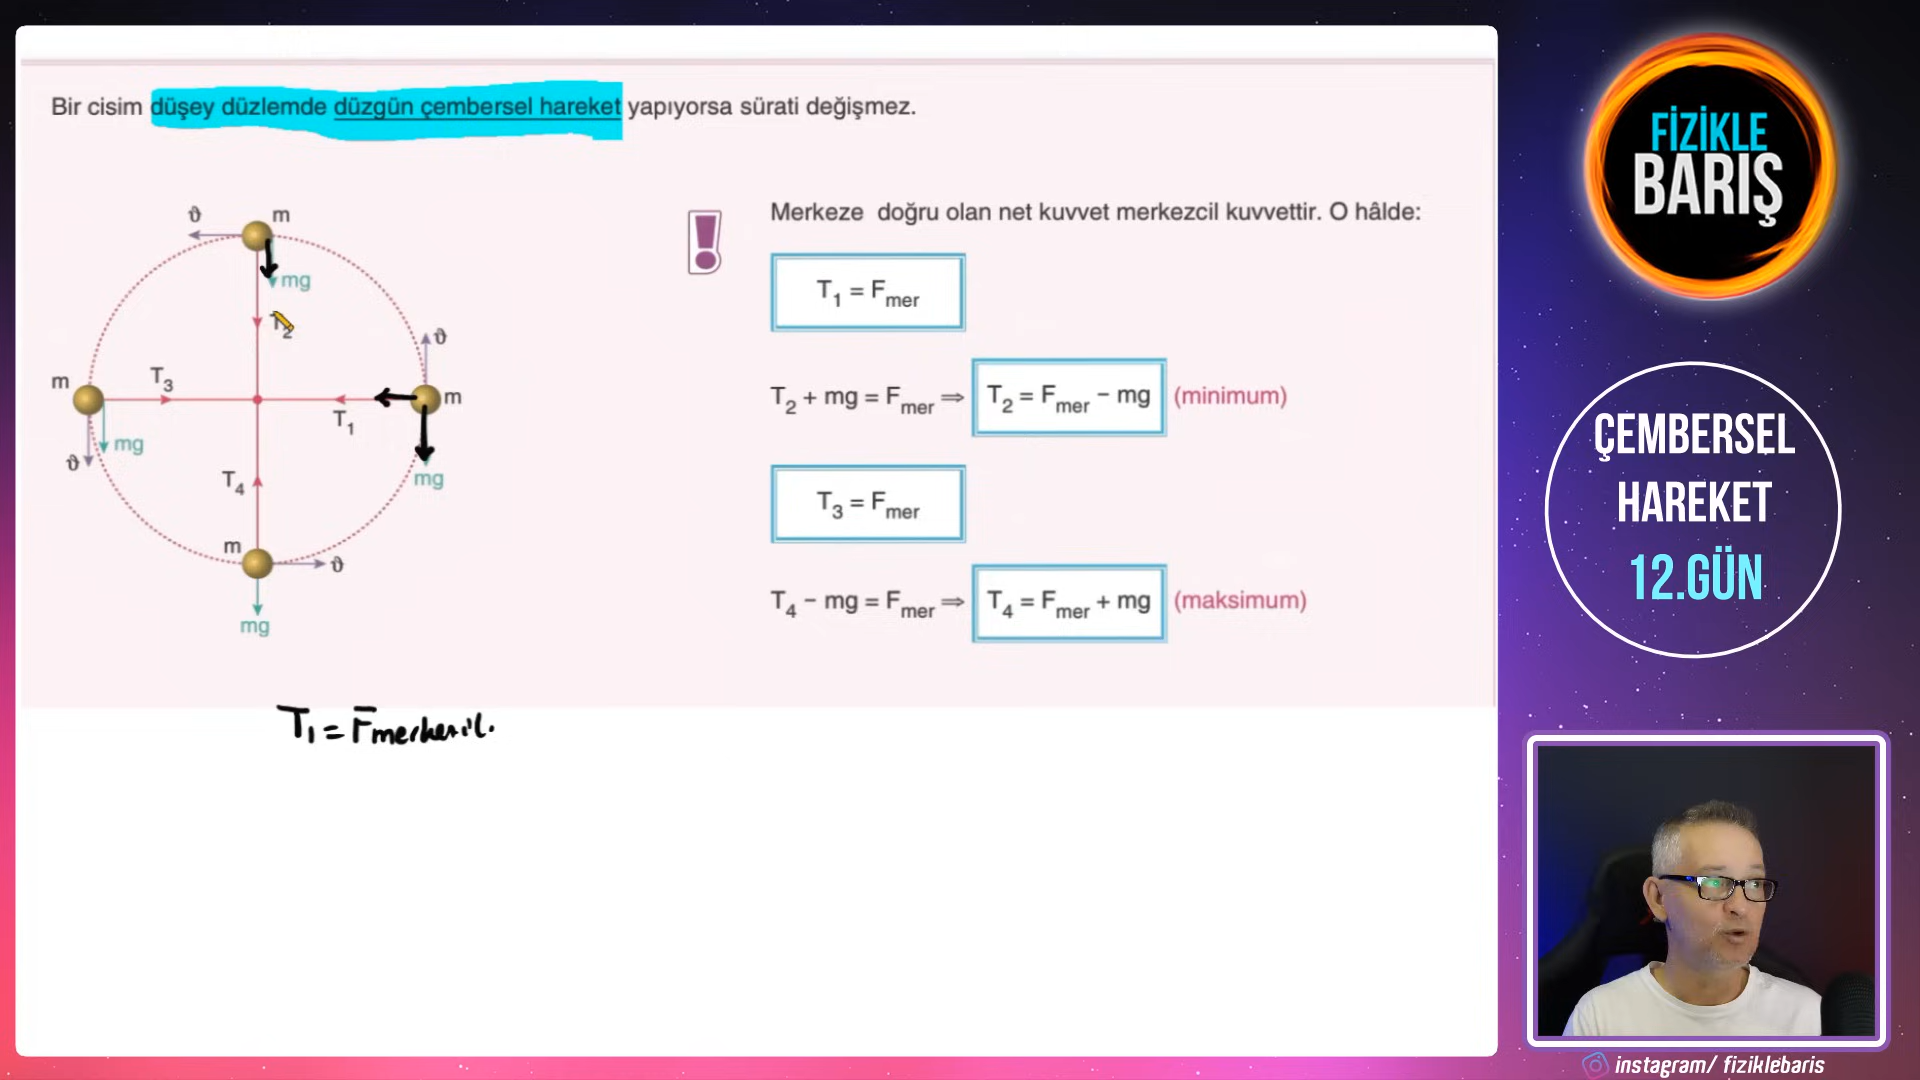 Bir cisim düşey düzlemde düzgün çembersel hareket yapıyorsa sürati değişmez.
ϑ
m
mg
T2
ϑ
m
T3
T1
m
mg
ϑ
mg
T4
m
ϑ
mg
Merkeze doğru olan net kuvvet merkezcil kuvvettir. O hâlde:
T1 = Fmer
T2 + mg = Fmer ⇒ T2 = Fmer − mg (minimum)
T3 = Fmer
T4 − mg = Fmer ⇒ T4 = Fmer + mg (maksimum)
T1 = Fmerkezcil.
FİZİKLE
BARIŞ
ÇEMBERSEL
HAREKET
12.GÜN
instagram/ fiziklebaris